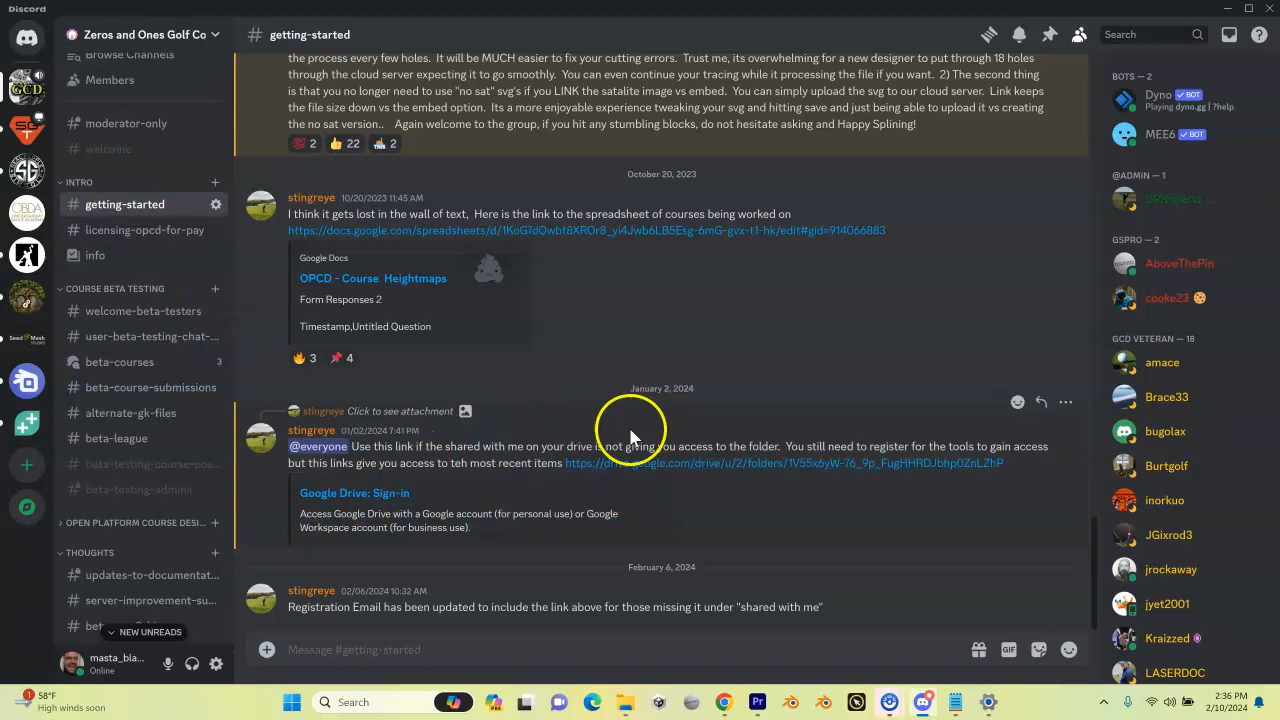 Discord
Zeros and Ones Golf Co
# getting-started
Search
Browse Channels
Members
moderator-only
welcome
INTRO
getting-started
licensing-opcd-for-pay
info
COURSE BETA TESTING
welcome-beta-testers
user-beta-testing-chat-...
beta-courses 3
beta-course-submissions
alternate-gk-files
beta-league
beta-testing-course-pos...
beta-testing-admins
OPEN PLATFORM COURSE DESI...
THOUGHTS
updates-to-documentat...
server-improvement-su...
NEW UNREADS
masta_bla...
Online
the process every few holes. It will be MUCH easier to fix your cutting errors. Trust me, its overwhelming for a new designer to put through 18 holes
through the cloud server expecting it to go smoothly. You can even continue your tracing while it processing the file if you want. 2) The second thing
is that you no longer need to use "no sat" svg's if you LINK the satalite image vs embed. You can simply upload the svg to our cloud server. Link keeps
the file size down vs the embed option. Its a more enjoyable experience tweaking your svg and hitting save and just being able to upload it vs creating
the no sat version.. Again welcome to the group, if you hit any stumbling blocks, do not hesitate asking and Happy Splining!
2 22 2
October 20, 2023
stingreye 10/20/2023 11:45 AM
I think it gets lost in the wall of text, Here is the link to the spreadsheet of courses being worked on
https://docs.google.com/spreadsheets/d/1KoG7dOwbt8XROr8_yi4Jwb6LB5Esg-6mG-gvx-t1-hk/edit#gid=914066883
Google Docs
OPCD - Course Heightmaps
Form Responses 2
Timestamp,Untitled Question
3 4
January 2, 2024
stingreye Click to see attachment
stingreye 01/02/2024 7:41 PM
@everyone Use this link if the shared with me on your drive is not giving you access to the folder. You still need to register for the tools to gain access
but this links give you access to teh most recent items https://drive.google.com/drive/u/2/folders/1V55x6yW-76_9p_FugHHRDJbhp0ZnLZhP
Google Drive: Sign-in
Access Google Drive with a Google account (for personal use) or Google
Workspace account (for business use).
February 6, 2024
stingreye 02/06/2024 10:32 AM
Registration Email has been updated to include the link above for those missing it under "shared with me"
Message #getting-started
GIF
BOTS — 2
Dyno BOT
Playing dyno.gg | ?help
MEE6 BOT
@ADMIN — 1
DPRoberts
GSPRO — 2
AboveThePin
cooke23
GCD VETERAN — 18
amace
Brace33
bugolax
Burtgolf
inorkuo
JGixrod3
jrockaway
jyet2001
Kraizzed
LASERDOC
58°F
High winds soon
Search
2:36 PM
2/10/2024